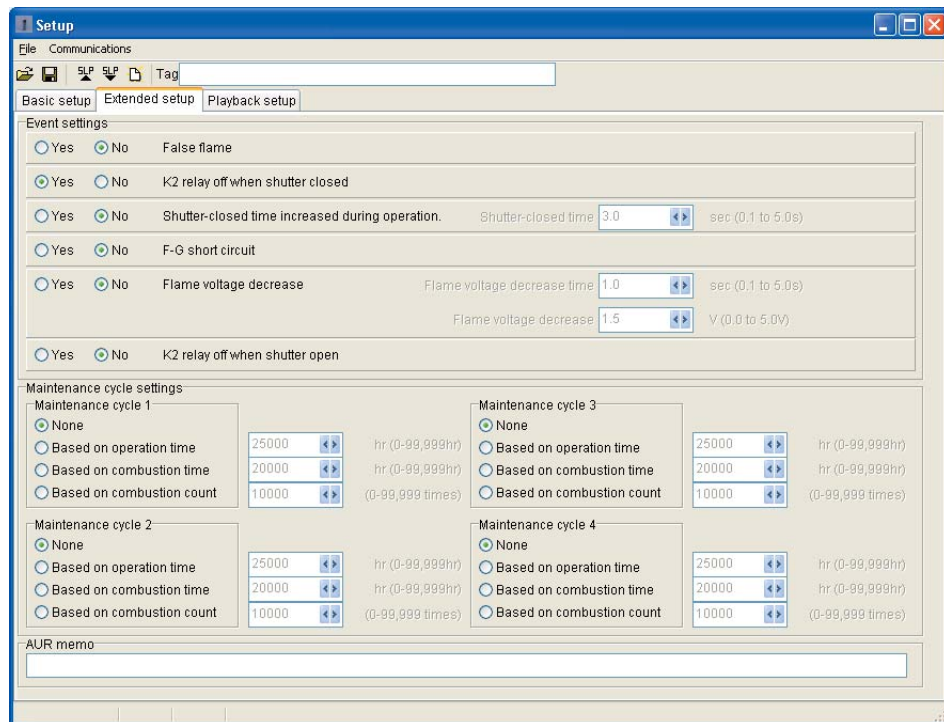 Setup
File Communications
SLP SLP Tag
Basic setup Extended setup Playback setup
Event settings
Yes No False flame
Yes No K2 relay off when shutter closed
Yes No Shutter-closed time increased during operation. Shutter-closed time 3.0 sec (0.1 to 5.0s)
Yes No F-G short circuit
Yes No Flame voltage decrease Flame voltage decrease time 1.0 sec (0.1 to 5.0s)
Flame voltage decrease 1.5 V (0.0 to 5.0V)
Yes No K2 relay off when shutter open
Maintenance cycle settings
Maintenance cycle 1
None
Based on operation time 25000 hr (0-99,999hr)
Based on combustion time 20000 hr (0-99,999hr)
Based on combustion count 10000 (0-99,999 times)
Maintenance cycle 3
None
Based on operation time 25000 hr (0-99,999hr)
Based on combustion time 20000 hr (0-99,999hr)
Based on combustion count 10000 (0-99,999 times)
Maintenance cycle 2
None
Based on operation time 25000 hr (0-99,999hr)
Based on combustion time 20000 hr (0-99,999hr)
Based on combustion count 10000 (0-99,999 times)
Maintenance cycle 4
None
Based on operation time 25000 hr (0-99,999hr)
Based on combustion time 20000 hr (0-99,999hr)
Based on combustion count 10000 (0-99,999 times)
AUR memo